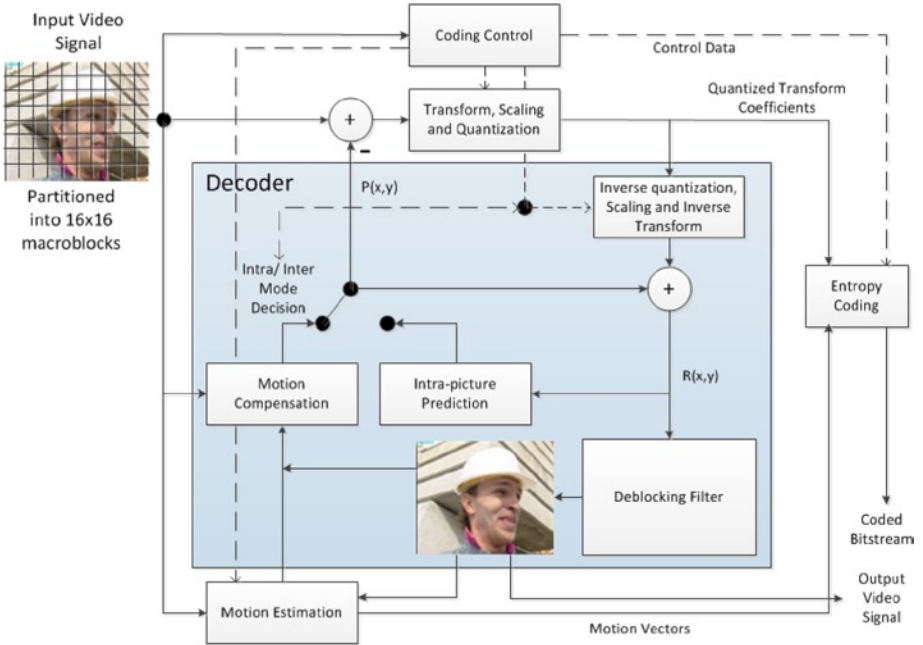 Input Video
Signal
Partitioned
into 16x16
macroblocks
Coding Control
Control Data
Transform, Scaling
and Quantization
Quantized Transform
Coefficients
+
–
Decoder
P(x,y)
Inverse quantization,
Scaling and Inverse
Transform
Intra/ Inter
Mode
Decision
+
Entropy
Coding
Motion
Compensation
Intra-picture
Prediction
R(x,y)
Deblocking Filter
Coded
Bitstream
Output
Video
Signal
Motion Estimation
Motion Vectors